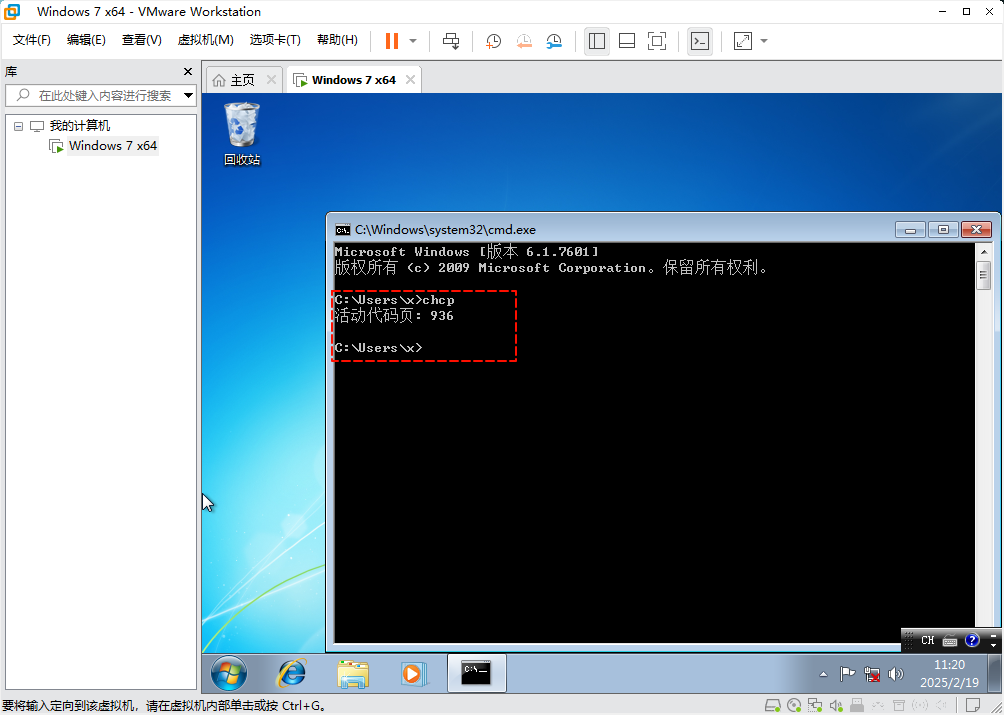 Windows 7 x64 - VMware Workstation
文件(F) 编辑(E) 查看(V) 虚拟机(M) 选项卡(T) 帮助(H)
库
主页
Windows 7 x64
在此处键入内容进行搜索
我的计算机
Windows 7 x64
回收站
C:\Windows\system32\cmd.exe
C:\
Microsoft Windows [版本 6.1.7601]
版权所有 (c) 2009 Microsoft Corporation。保留所有权利。
C:\Users\x>chcp
活动代码页: 936
C:\Users\x>
CH
C:\
11:20
2025/2/19
要将输入定向到该虚拟机，请在虚拟机内部单击或按 Ctrl+G。